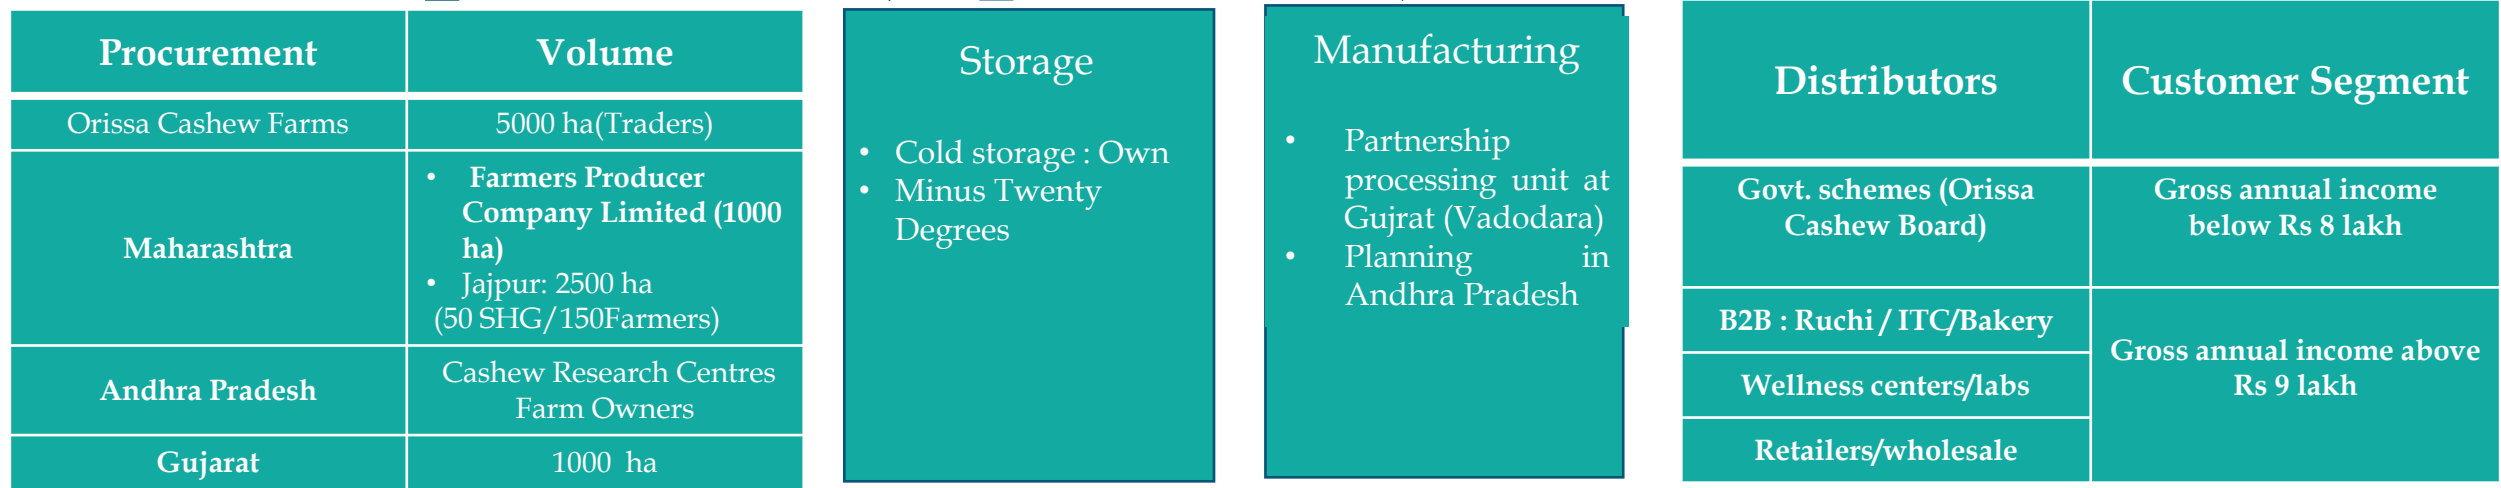 Procurement
Volume
Orissa Cashew Farms
5000 ha(Traders)
Maharashtra
• Farmers Producer
Company Limited (1000
ha)
• Jajpur: 2500 ha
(50 SHG/150Farmers)
Andhra Pradesh
Cashew Research Centres
Farm Owners
Gujarat
1000 ha
Storage
• Cold storage : Own
• Minus Twenty
Degrees
Manufacturing
• Partnership
processing unit at
Gujrat (Vadodara)
• Planning in
Andhra Pradesh
Distributors
Customer Segment
Govt. schemes (Orissa
Cashew Board)
Gross annual income
below Rs 8 lakh
B2B : Ruchi / ITC/Bakery
Wellness centers/labs
Retailers/wholesale
Gross annual income above
Rs 9 lakh